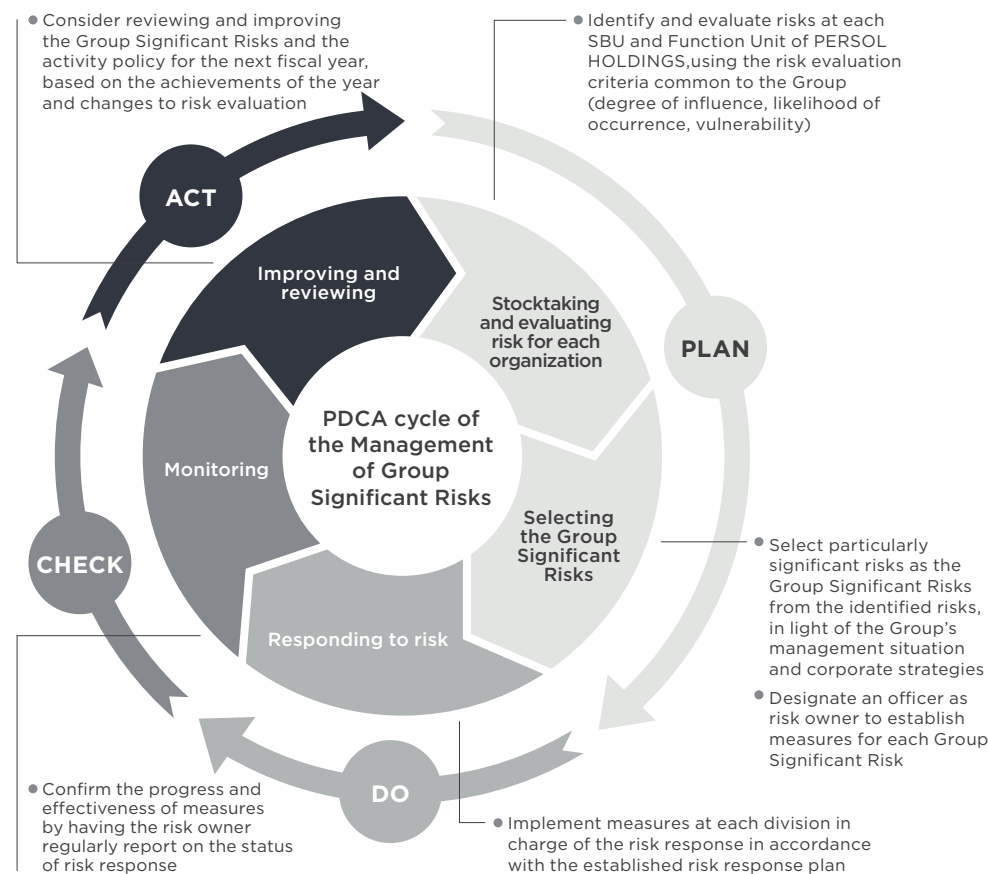 Consider reviewing and improving
the Group Significant Risks and the
activity policy for the next fiscal year,
based on the achievements of the year
and changes to risk evaluation
Identify and evaluate risks at each
SBU and Function Unit of PERSOL
HOLDINGS,using the risk evaluation
criteria common to the Group
(degree of influence, likelihood of
occurrence, vulnerability)
ACT
Improving and
reviewing
Stocktaking
and evaluating
risk for each
organization
PLAN
PDCA cycle of
the Management
of Group
Significant Risks
Monitoring
Selecting
the Group
Significant
Risks
CHECK
Responding to risk
Select particularly
significant risks as the
Group Significant Risks
from the identified risks,
in light of the Group’s
management situation
and corporate strategies
Designate an officer as
risk owner to establish
measures for each Group
Significant Risk
DO
Confirm the progress and
effectiveness of measures
by having the risk owner
regularly report on the status
of risk response
Implement measures at each division in
charge of the risk response in accordance
with the established risk response plan